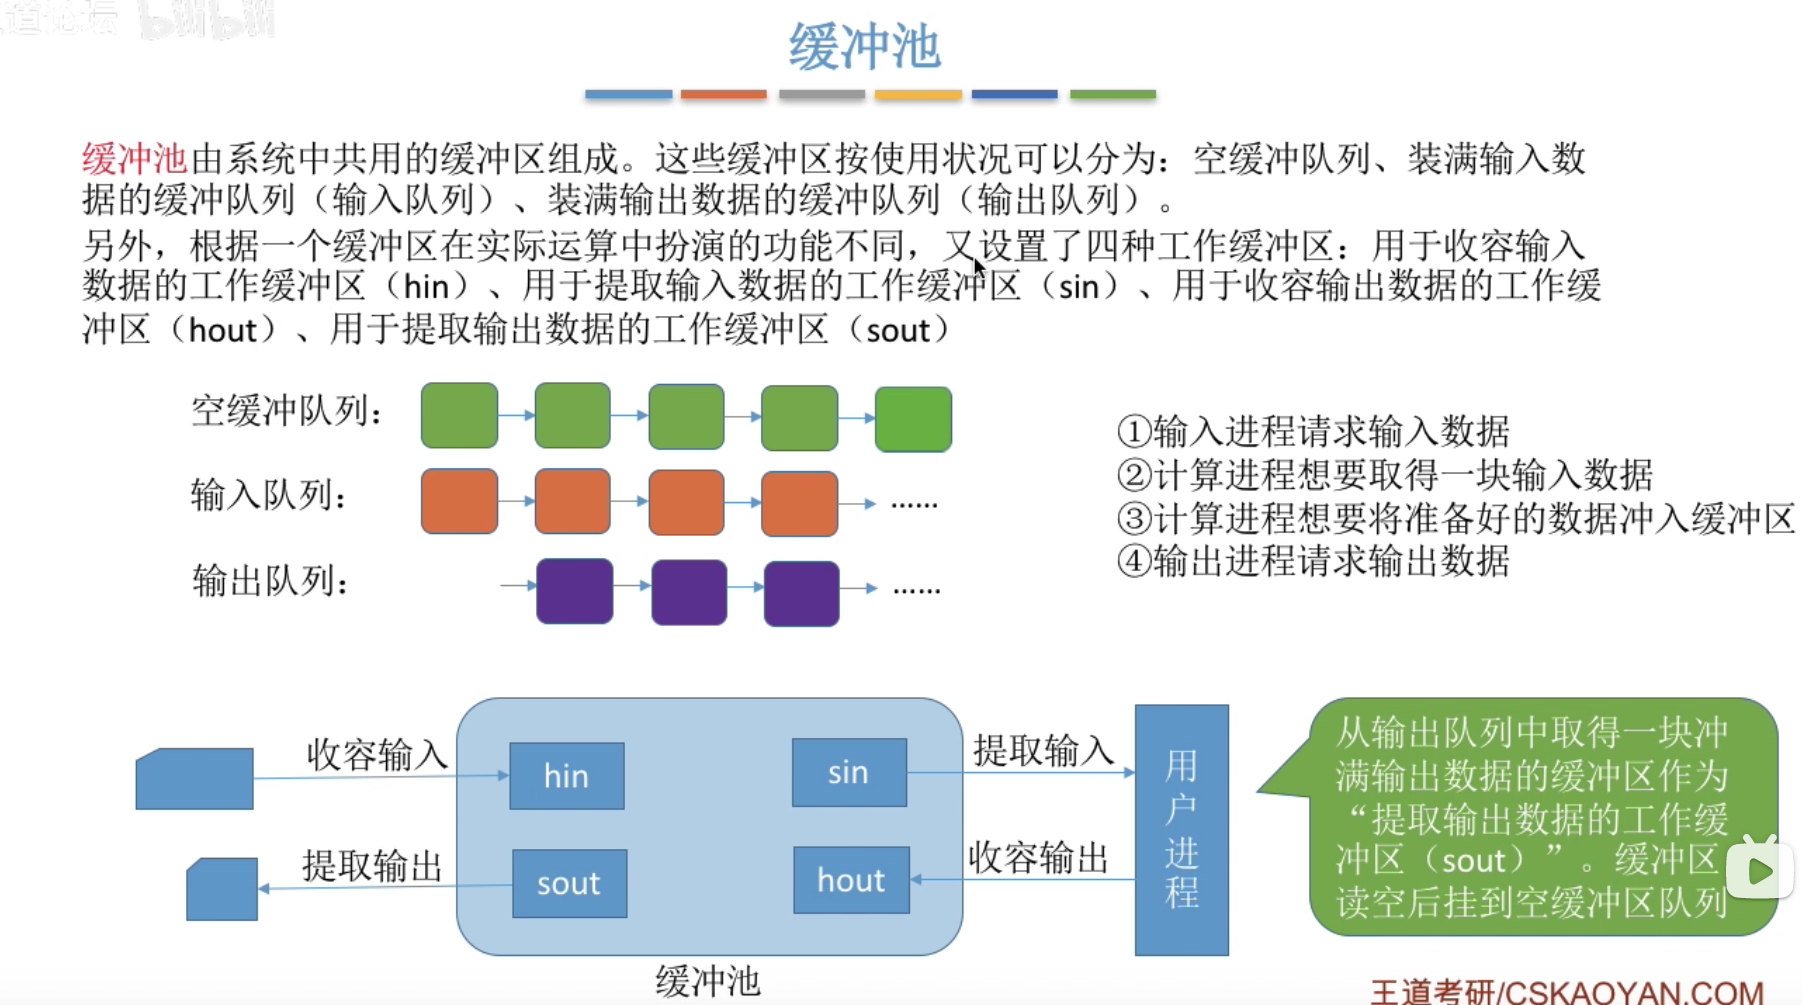 道论坛 bilibili
缓冲池
缓冲池由系统中共用的缓冲区组成。这些缓冲区按使用状况可以分为：空缓冲队列、装满输入数
据的缓冲队列（输入队列）、装满输出数据的缓冲队列（输出队列）。
另外，根据一个缓冲区在实际运算中扮演的功能不同，又设置了四种工作缓冲区：用于收容输入
数据的工作缓冲区（hin）、用于提取输入数据的工作缓冲区（sin）、用于收容输出数据的工作缓
冲区（hout）、用于提取输出数据的工作缓冲区（sout）
空缓冲队列：
输入队列：
......
输出队列：
......
①输入进程请求输入数据
②计算进程想要取得一块输入数据
③计算进程想要将准备好的数据冲入缓冲区
④输出进程请求输出数据
收容输入
hin
sin
提取输入
提取输出
sout
hout
收容输出
用户进程
缓冲池
从输出队列中取得一块冲
满输出数据的缓冲区作为
“提取输出数据的工作缓
冲区（sout）”。缓冲区
读空后挂到空缓冲区队列
王道考研/CSKAOYAN.COM